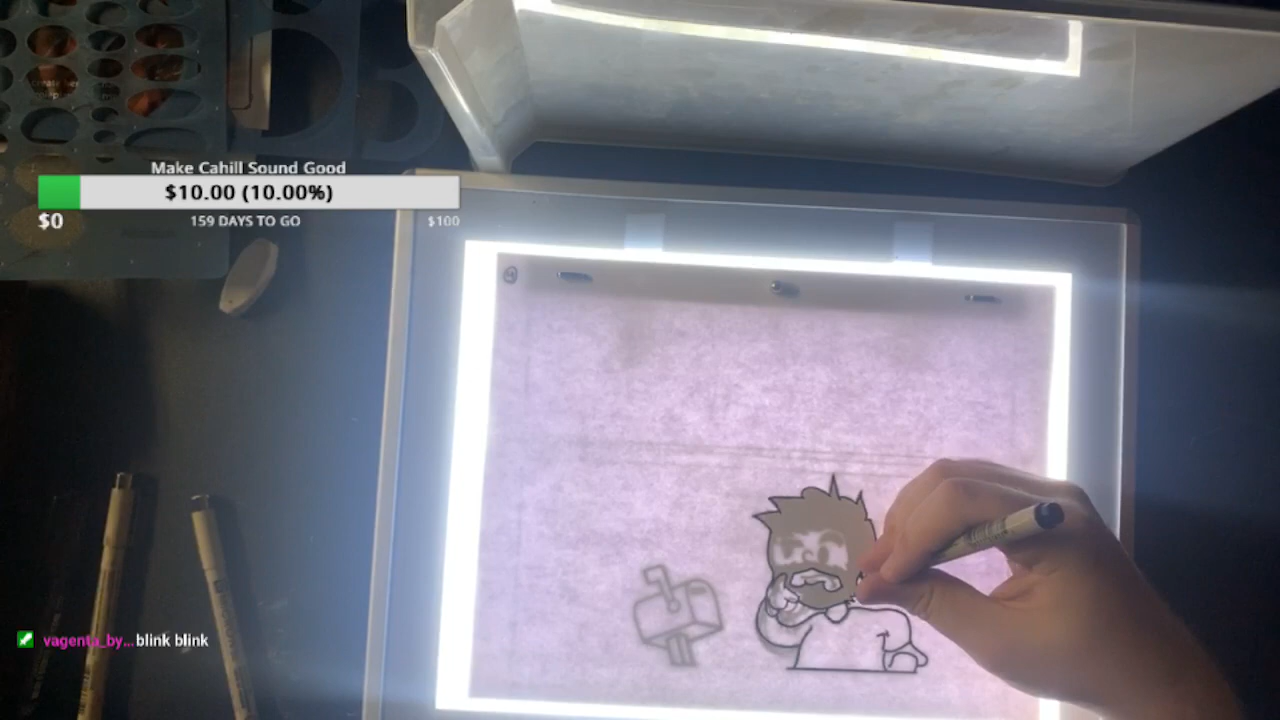 Make Cahill Sound Good
$10.00 (10.00%)
$0 159 DAYS TO GO $100
vagenta_by... blink blink